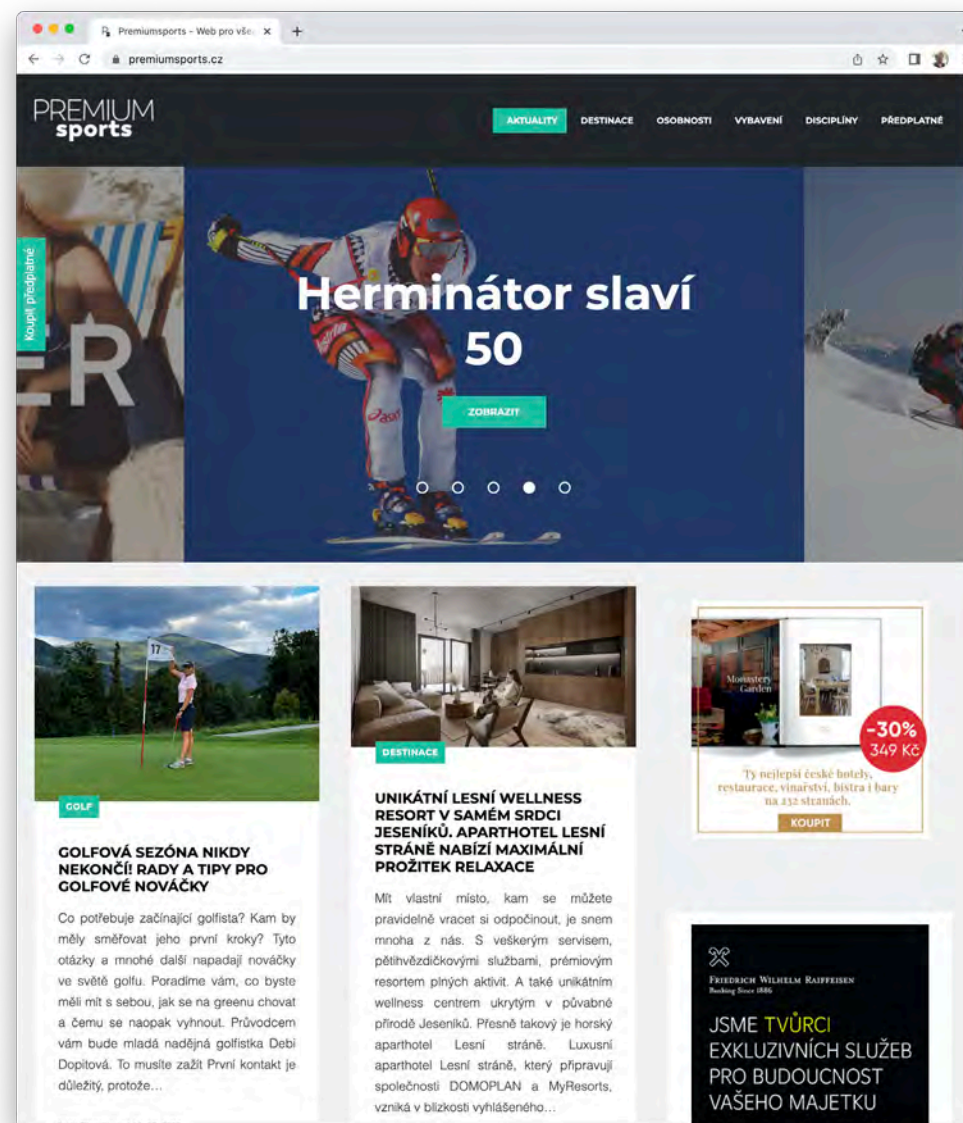 Premiumsports - Web pro vše
premiumsports.cz
PREMIUM
sports
AKTUALITY DESTINACE OSOBNOSTI VYBAVENÍ DISCIPLÍNY PŘEDPLATNÉ
Koupit předplatné
ER
Herminátor slaví
50
ZOBRAZIT
17
GOLF
GOLFOVÁ SEZÓNA NIKDY
NEKONČÍ! RADY A TIPY PRO
GOLFOVÉ NOVÁČKY
Co potřebuje začínající golfista? Kam by
měly směřovat jeho první kroky? Tyto
otázky a mnohé další napadají nováčky
ve světě golfu. Poradíme vám, co byste
měli mít s sebou, jak se na greenu chovat
a čemu se naopak vyhnout. Průvodcem
vám bude mladá nadějná golfistka Debi
Dopitová. To musíte zažít První kontakt je
důležitý, protože…
DESTINACE
UNIKÁTNÍ LESNÍ WELLNESS
RESORT V SAMÉM SRDCI
JESENÍKŮ. APARTHOTEL LESNÍ
STRÁNĚ NABÍZÍ MAXIMÁLNÍ
PROŽITEK RELAXACE
Mít vlastní místo, kam se můžete
pravidelně vracet si odpočinout, je snem
mnoha z nás. S veškerým servisem,
pětihvězdičkovými službami, prémiovým
resortem plných aktivit. A také unikátním
wellness centrem ukrytým v půvabné
přírodě Jeseníků. Přesně takový je horský
aparthotel Lesní stráně. Luxusní
aparthotel Lesní stráně, který připravují
společnosti DOMOPLAN a MyResorts,
vzniká v blízkosti vyhlášeného…
Monastery
Garden
-30%
349 Kč
Ty nejlepší české hotely,
restaurace, vinařství, bistra i bary
na 232 stranách.
KOUPIT
FRIEDRICH WILHELM RAIFFEISEN
Banking Since 1886
JSME TVŮRCI
EXKLUZIVNÍCH SLUŽEB
PRO BUDOUCNOST
VAŠEHO MAJETKU